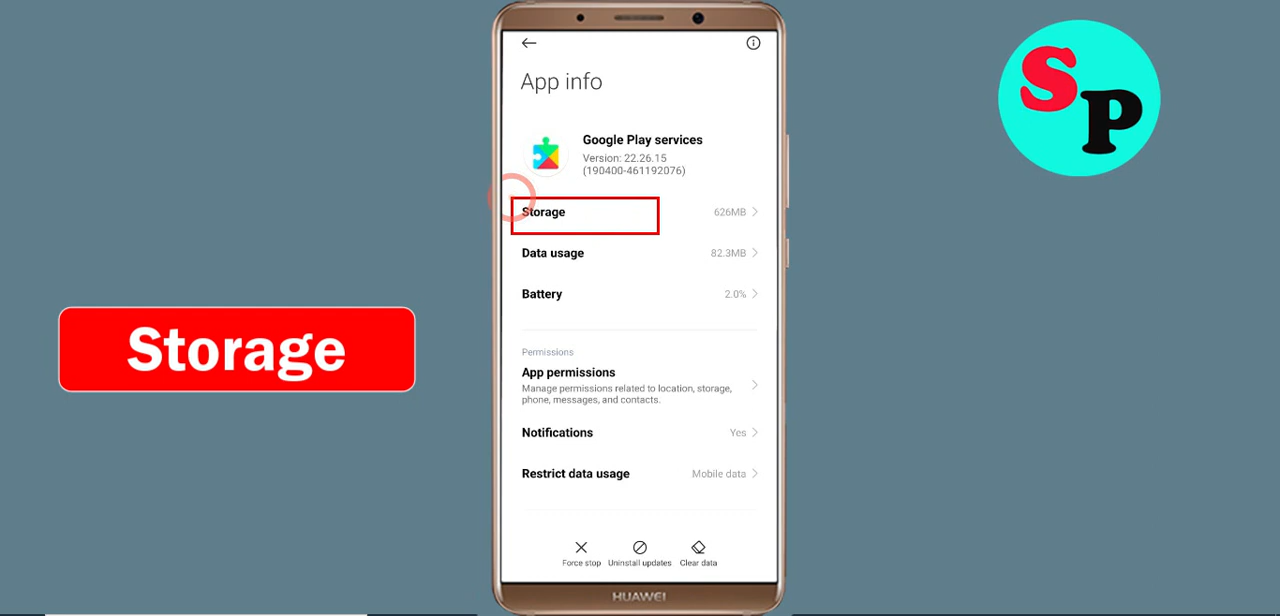 App info
Google Play services
Version: 22.26.15
(190400-461192076)
Storage 626MB
Data usage 82.3MB
Battery 2.0%
Permissions
App permissions
Manage permissions related to location, storage,
phone, messages, and contacts.
Notifications Yes
Restrict data usage Mobile data
Force stop Uninstall updates Clear data
HUAWEI
Storage
SP